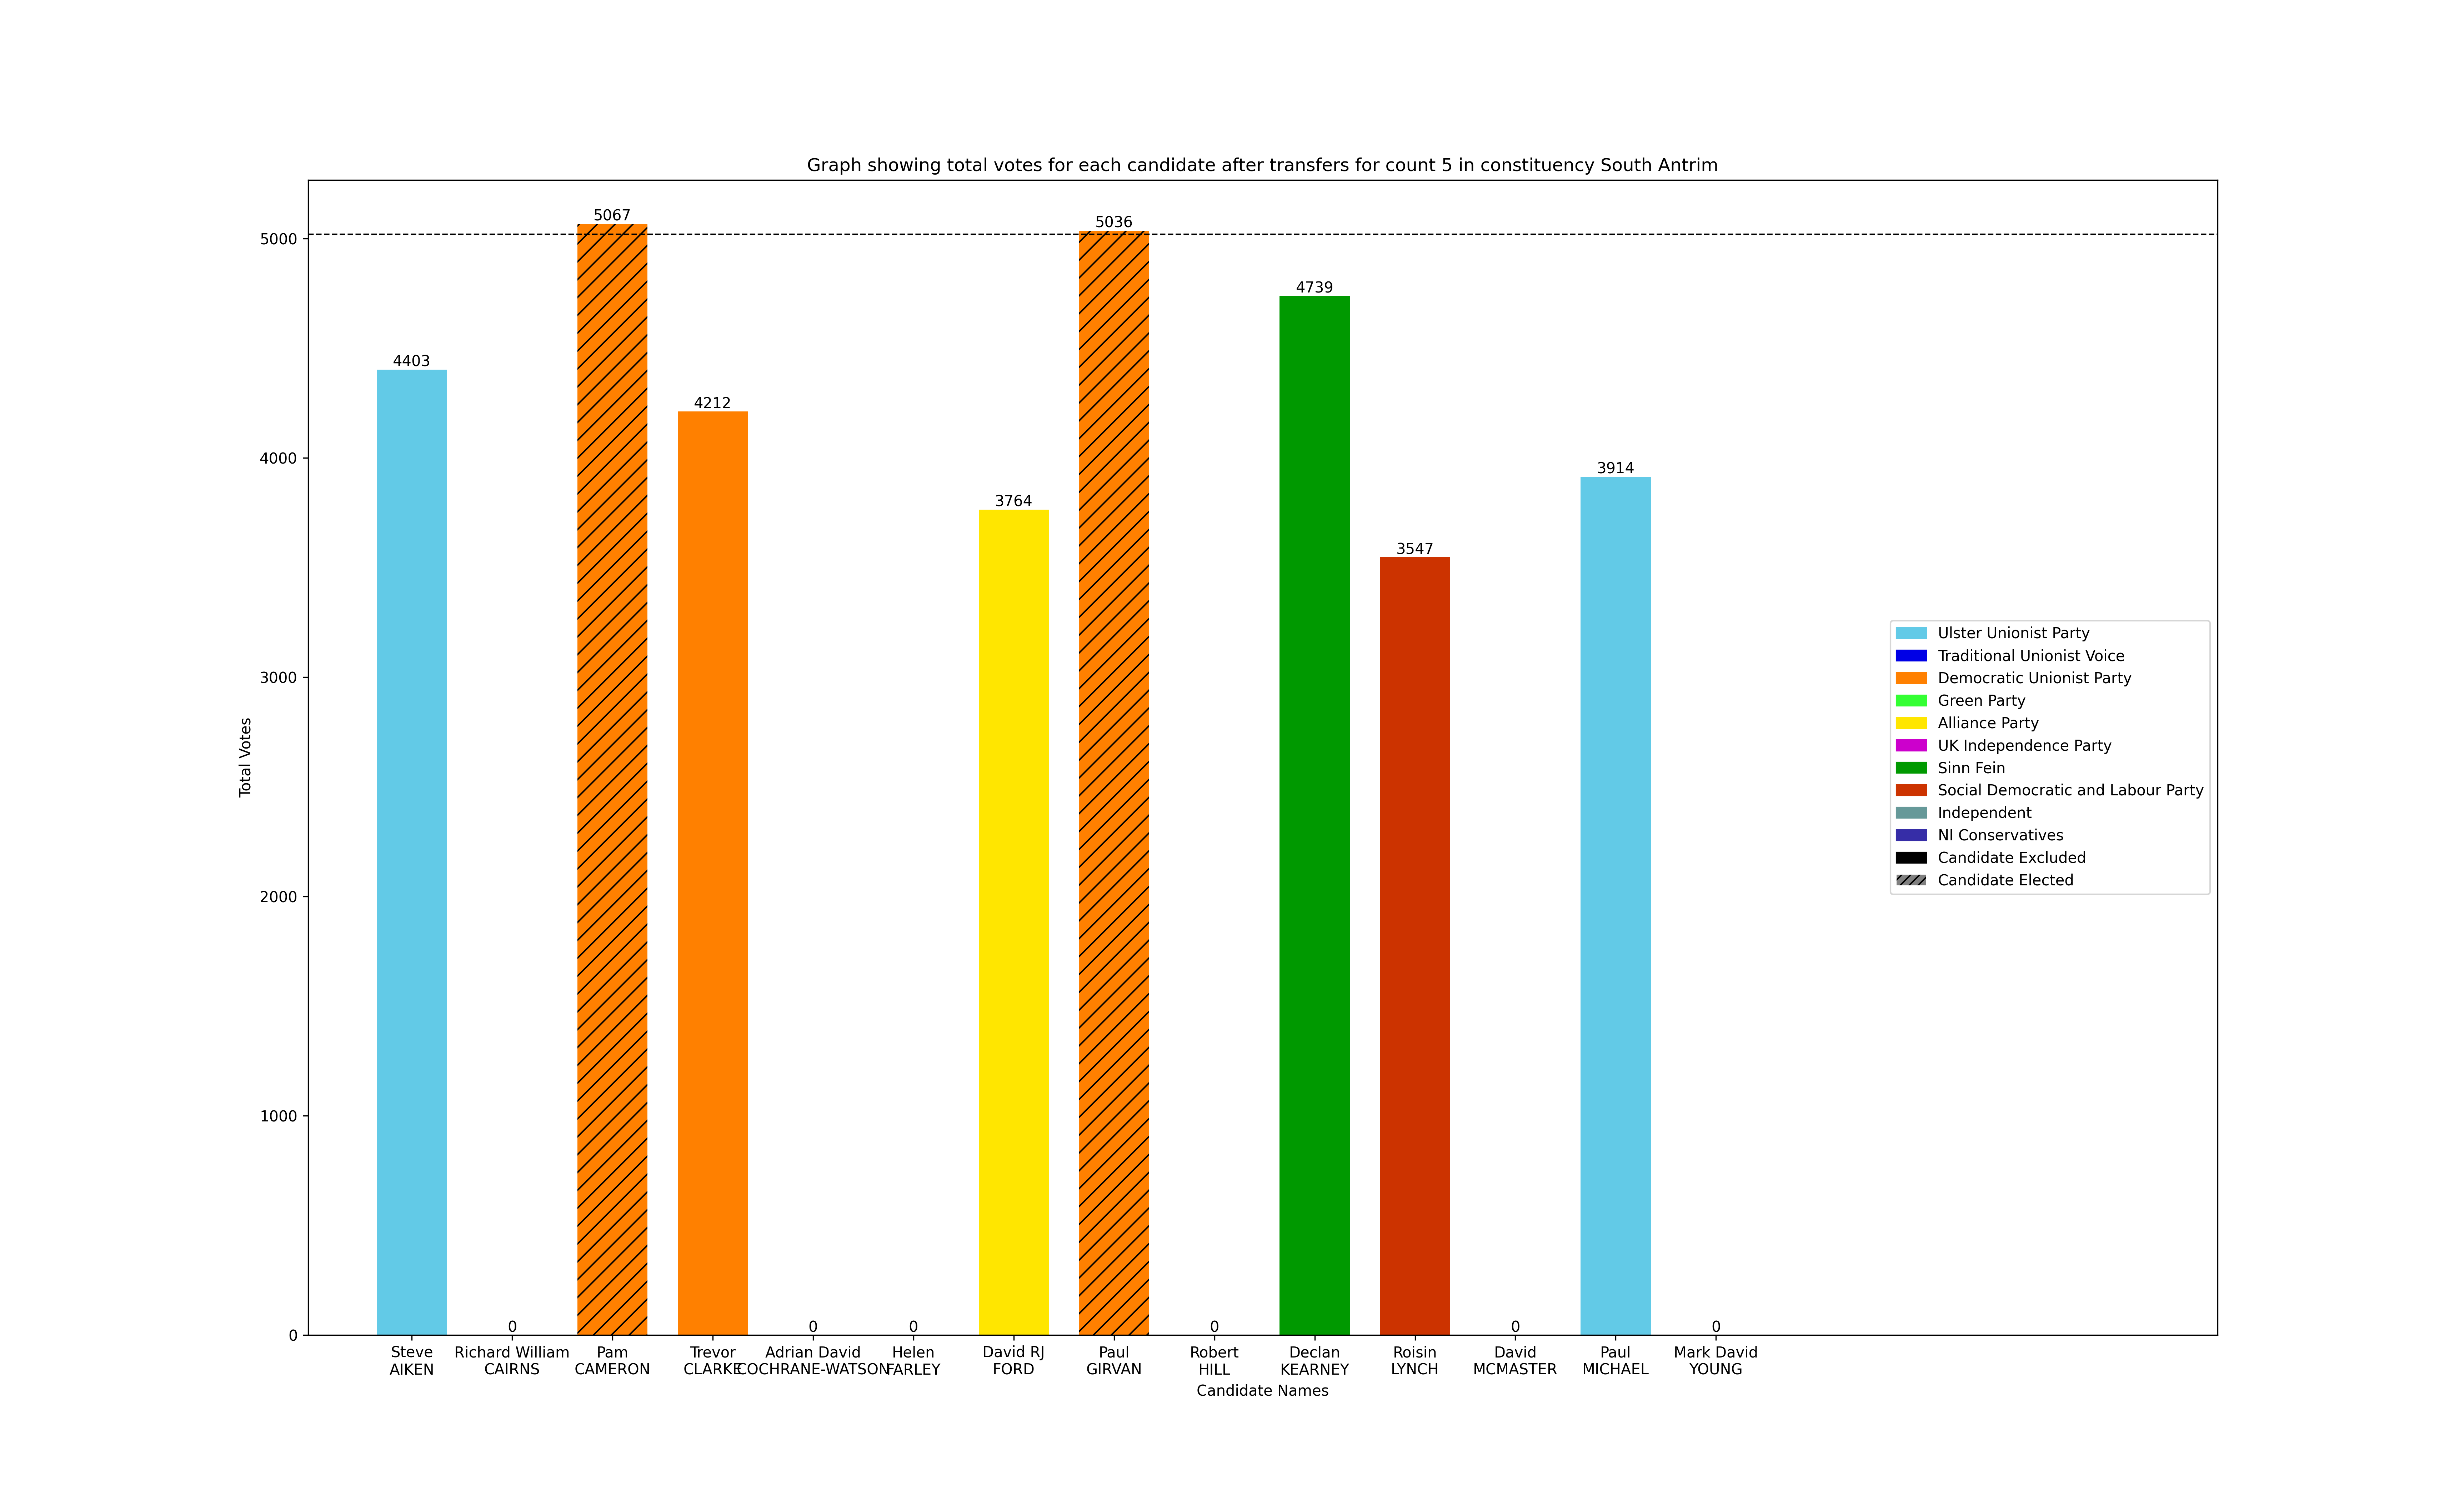 Graph showing total votes for each candidate after transfers for count 5 in constituency South Antrim
5067
5036
5000
4739
4403
4212
4000
3914
3764
3547
3000
2000
1000
0
0
0
0
0
0
0
Total Votes
Ulster Unionist Party
Traditional Unionist Voice
Democratic Unionist Party
Green Party
Alliance Party
UK Independence Party
Sinn Fein
Social Democratic and Labour Party
Independent
NI Conservatives
Candidate Excluded
Candidate Elected
Steve
AIKEN
Richard William
CAIRNS
Pam
CAMERON
Trevor
CLARKE
Adrian David
COCHRANE-WATSON
Helen
FARLEY
David RJ
FORD
Paul
GIRVAN
Robert
HILL
Declan
KEARNEY
Roisin
LYNCH
David
MCMASTER
Paul
MICHAEL
Mark David
YOUNG
Candidate Names